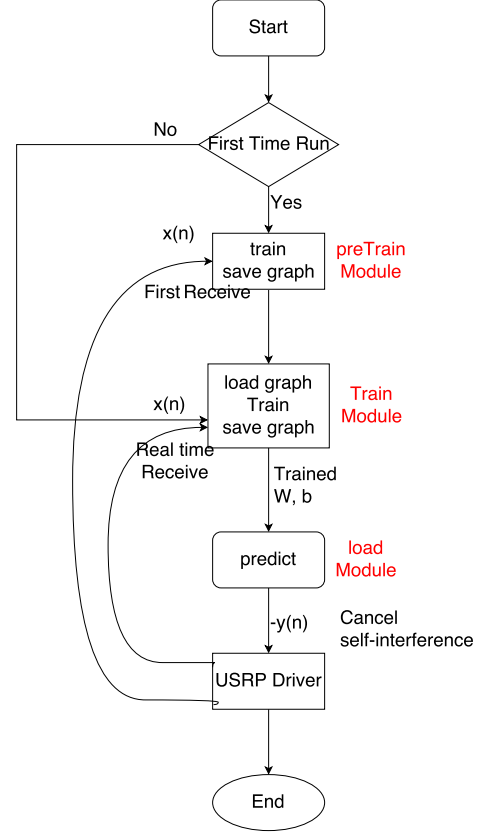 Start
No
First Time Run
Yes
x(n)
train
save graph
preTrain
Module
First Receive
load graph
Train
save graph
Train
Module
x(n)
Real time
Receive
Trained
W, b
predict
load
Module
-y(n)
Cancel
self-interference
USRP Driver
End